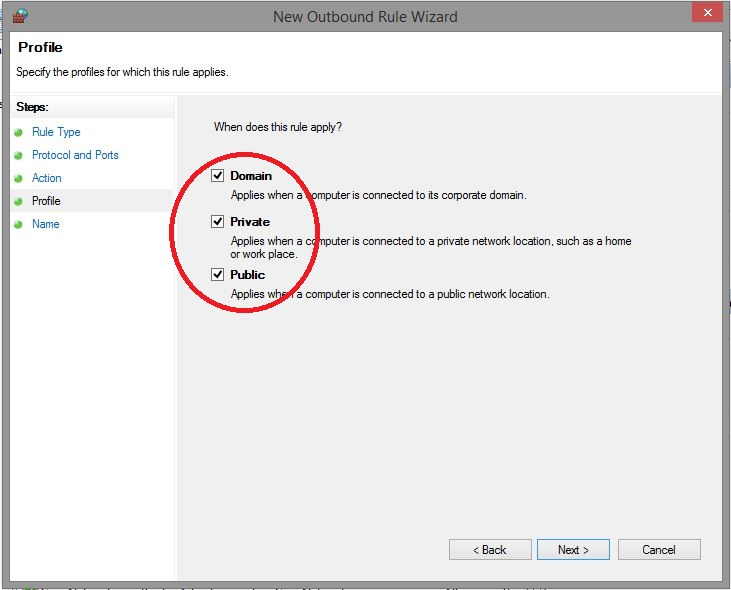 New Outbound Rule Wizard
Profile
Specify the profiles for which this rule applies.
Steps:
Rule Type
Protocol and Ports
Action
Profile
Name
When does this rule apply?
Domain
Applies when a computer is connected to its corporate domain.
Private
Applies when a computer is connected to a private network location, such as a home
or work place.
Public
Applies when a computer is connected to a public network location.
< Back
Next >
Cancel